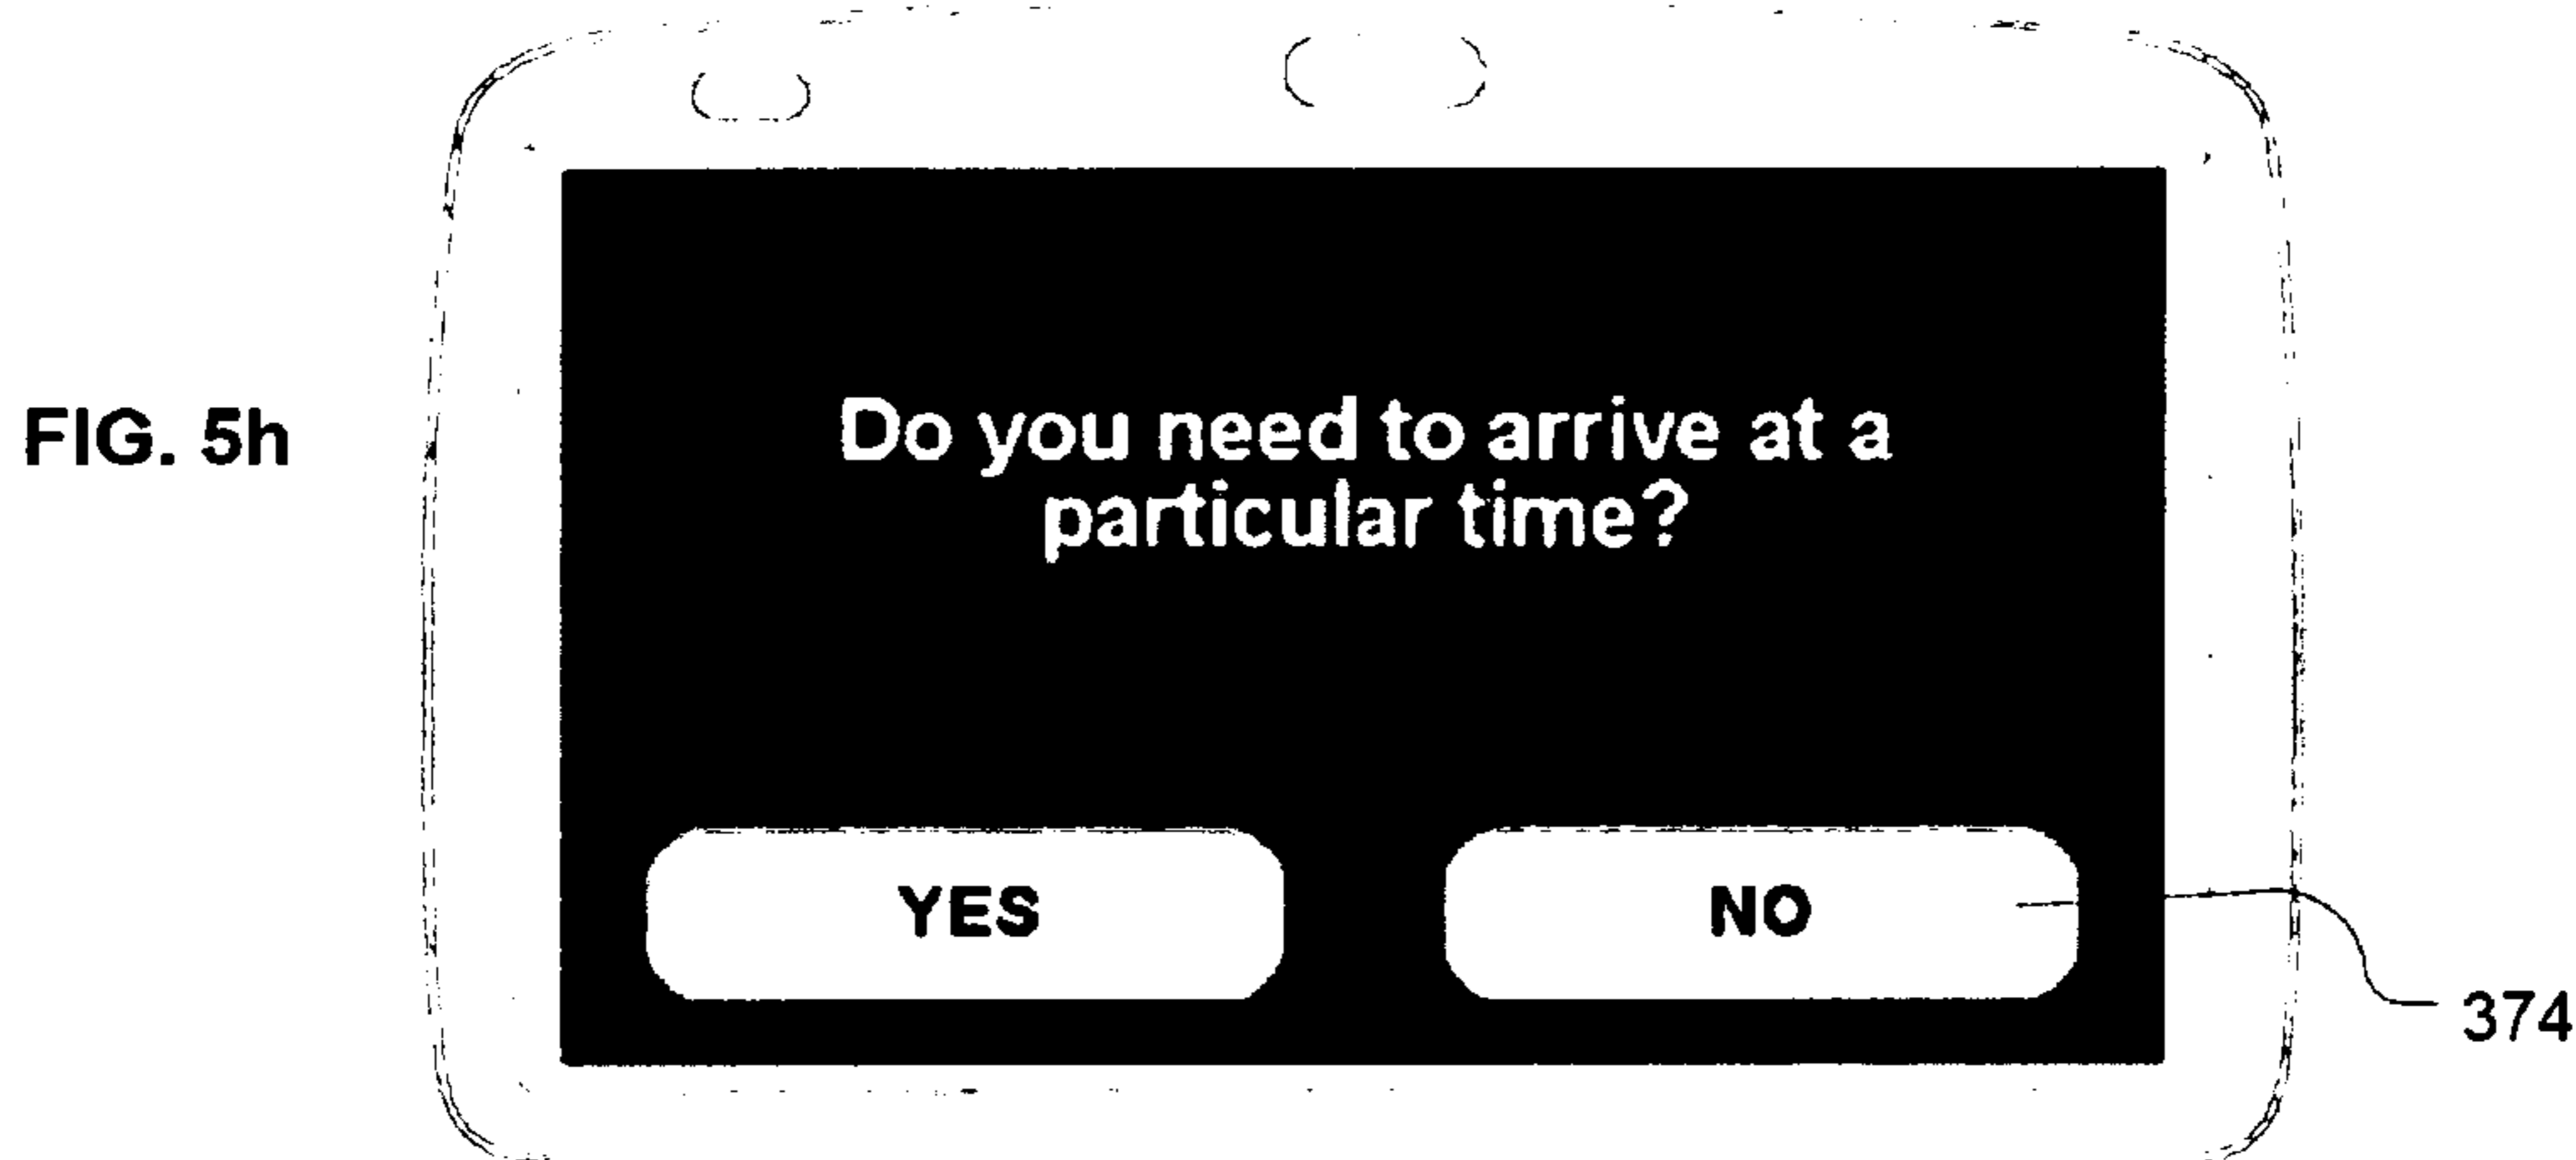 FIG. 5h
Do you need to arrive at a
particular time?
YES
NO
374